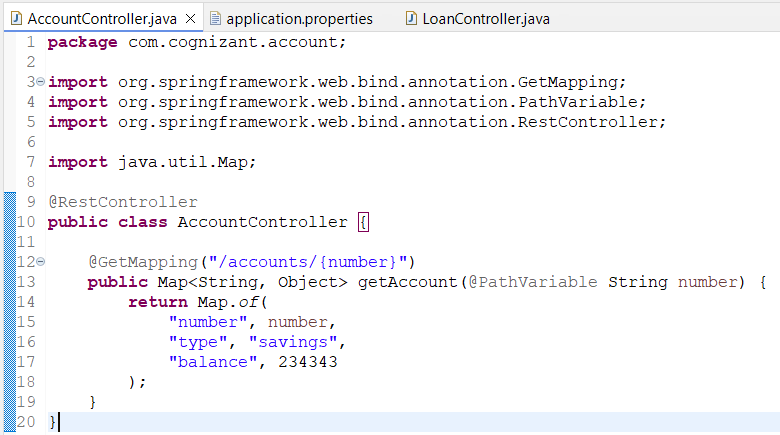 AccountController.java application.properties LoanController.java
1 package com.cognizant.account;
2
3 import org.springframework.web.bind.annotation.GetMapping;
4 import org.springframework.web.bind.annotation.PathVariable;
5 import org.springframework.web.bind.annotation.RestController;
6
7 import java.util.Map;
8
9 @RestController
10 public class AccountController {
11
12     @GetMapping("/accounts/{number}")
13     public Map<String, Object> getAccount(@PathVariable String number) {
14         return Map.of(
15             "number", number,
16             "type", "savings",
17             "balance", 234343
18         );
19     }
20 }